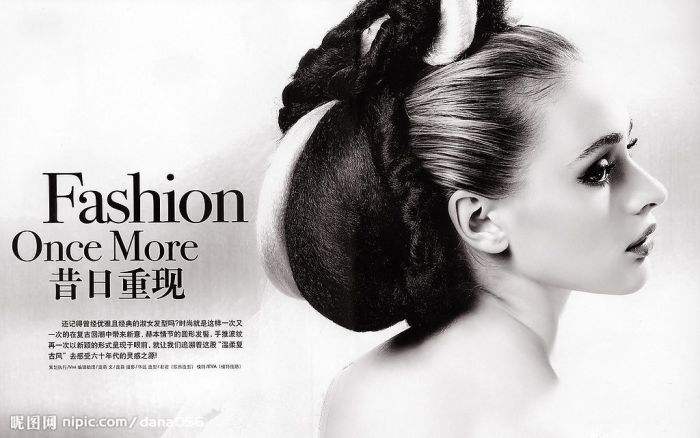 Fashion
Once More
昔日重现
还记得曾经优雅且经典的淑女发型吗?时尚就是这样一次又
一次的在复古回潮中带来新意，赫本情节的圆形发髻，手推波纹
再一次以新颖的形式呈现于眼前，就让我们追溯着这股“温柔复
古风”去感受六十年代的灵感之源!
昵图网 nipic.com/dana056